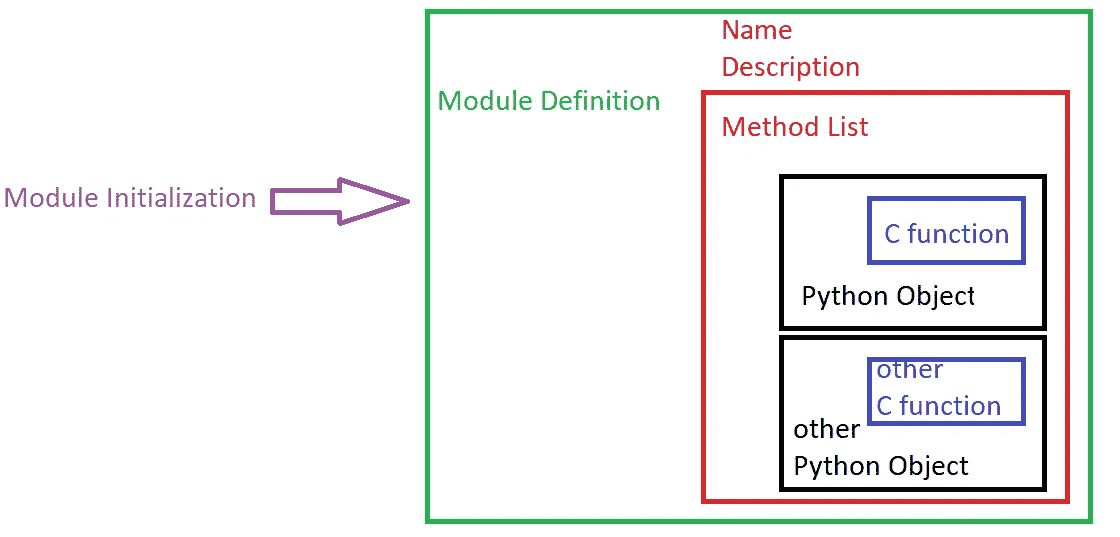 Name
Description
Module Definition
Method List
Module Initialization
C function
Python Object
other
C function
other
Python Object